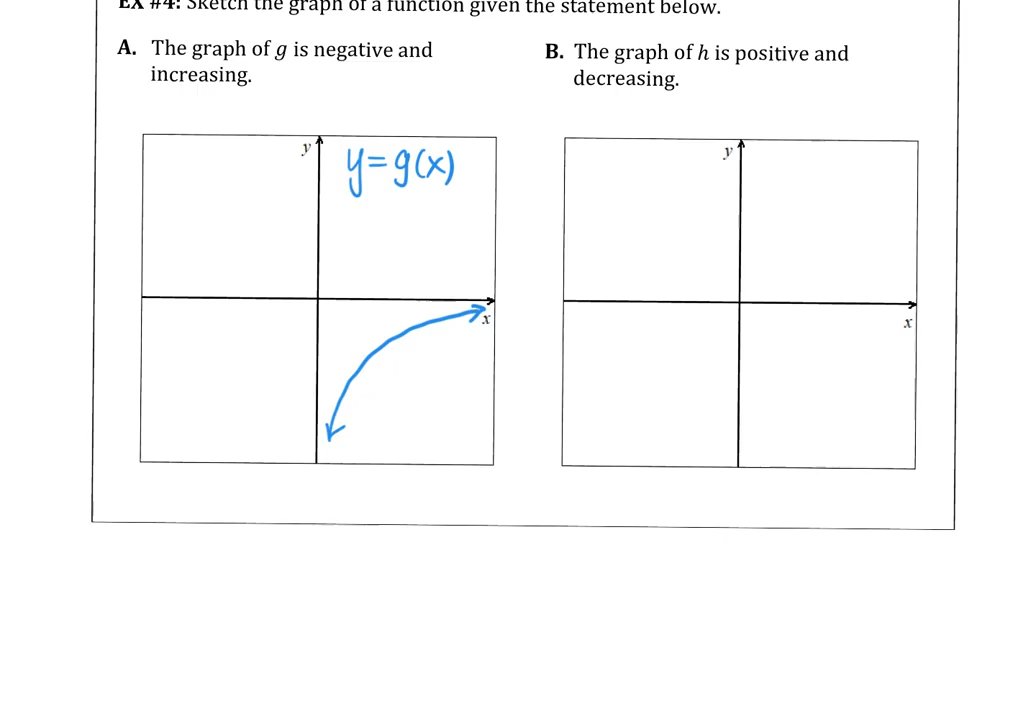 EX #4: Sketch the graph of a function given the statement below.
A. The graph of g is negative and
increasing.
B. The graph of h is positive and
decreasing.
y
y=g(x)
x
y
x